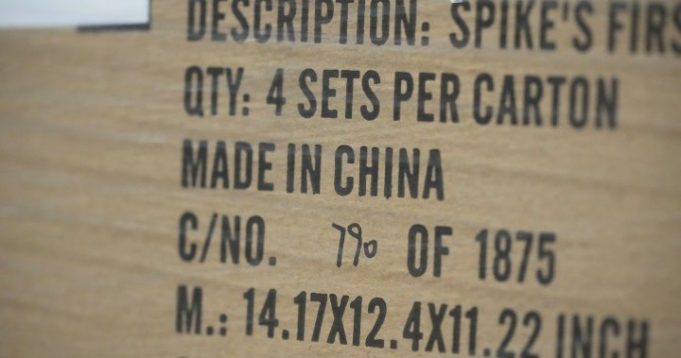 DESCRIPTION: SPIKE'S
QTY: 4 SETS PER CARTON
MADE IN CHINA
C/NO. 790 OF 1875
M.: 14.17X12.4X11.22 INCH